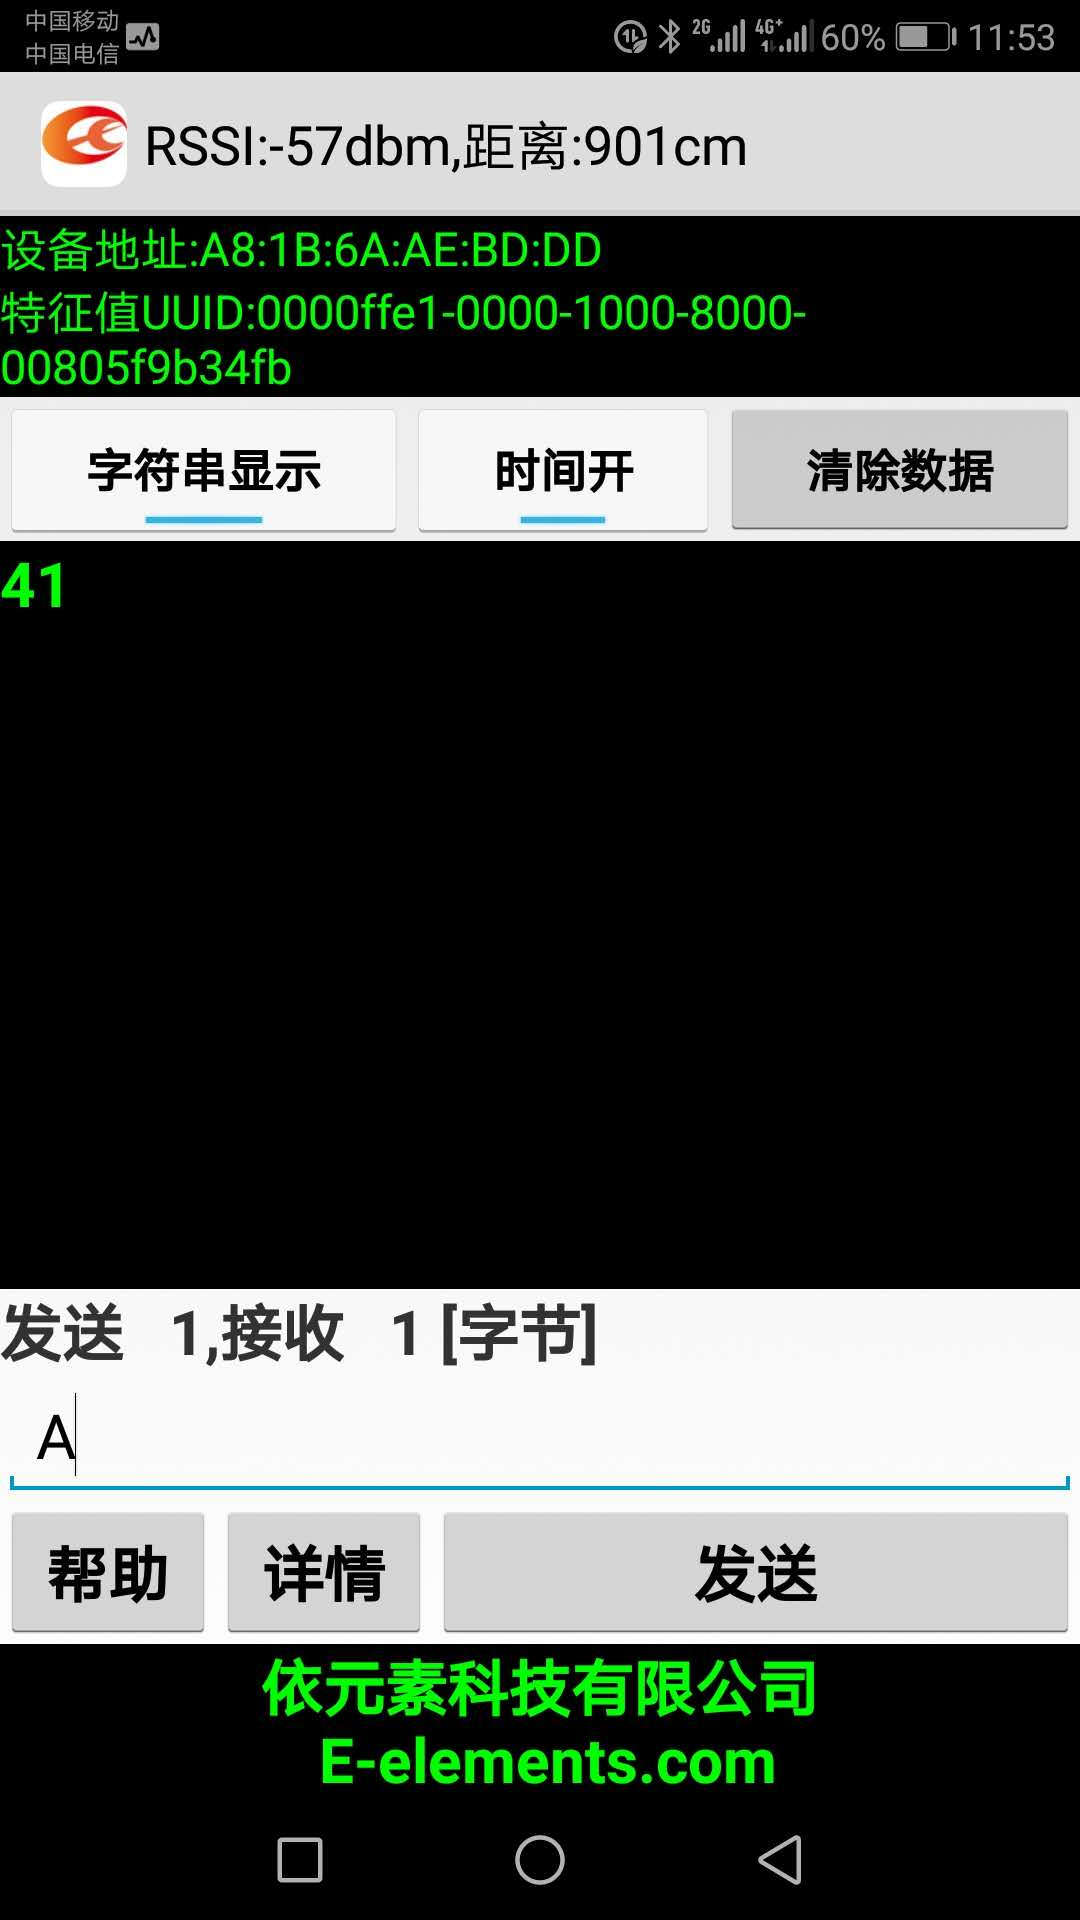 中国移动
中国电信
2G 4G+ 60% 11:53
RSSI:-57dbm,距离:901cm
设备地址:A8:1B:6A:AE:BD:DD
特征值UUID:0000ffe1-0000-1000-8000-
00805f9b34fb
字符串显示 时间开 清除数据
41
发送 1,接收 1 [字节]
A
帮助 详情 发送
依元素科技有限公司
E-elements.com